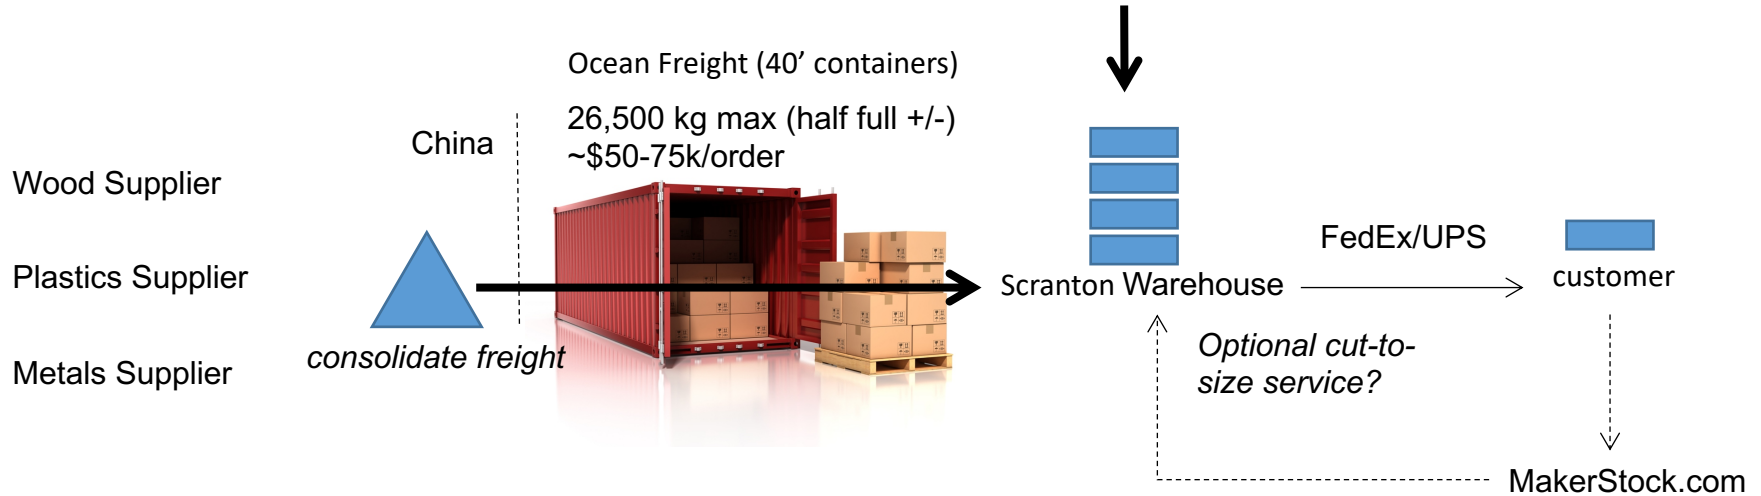 Ocean Freight (40’ containers)
26,500 kg max (half full +/-)
~$50-75k/order
China
Wood Supplier
Plastics Supplier
Metals Supplier
consolidate freight
Scranton Warehouse
FedEx/UPS
customer
Optional cut-to-
size service?
MakerStock.com